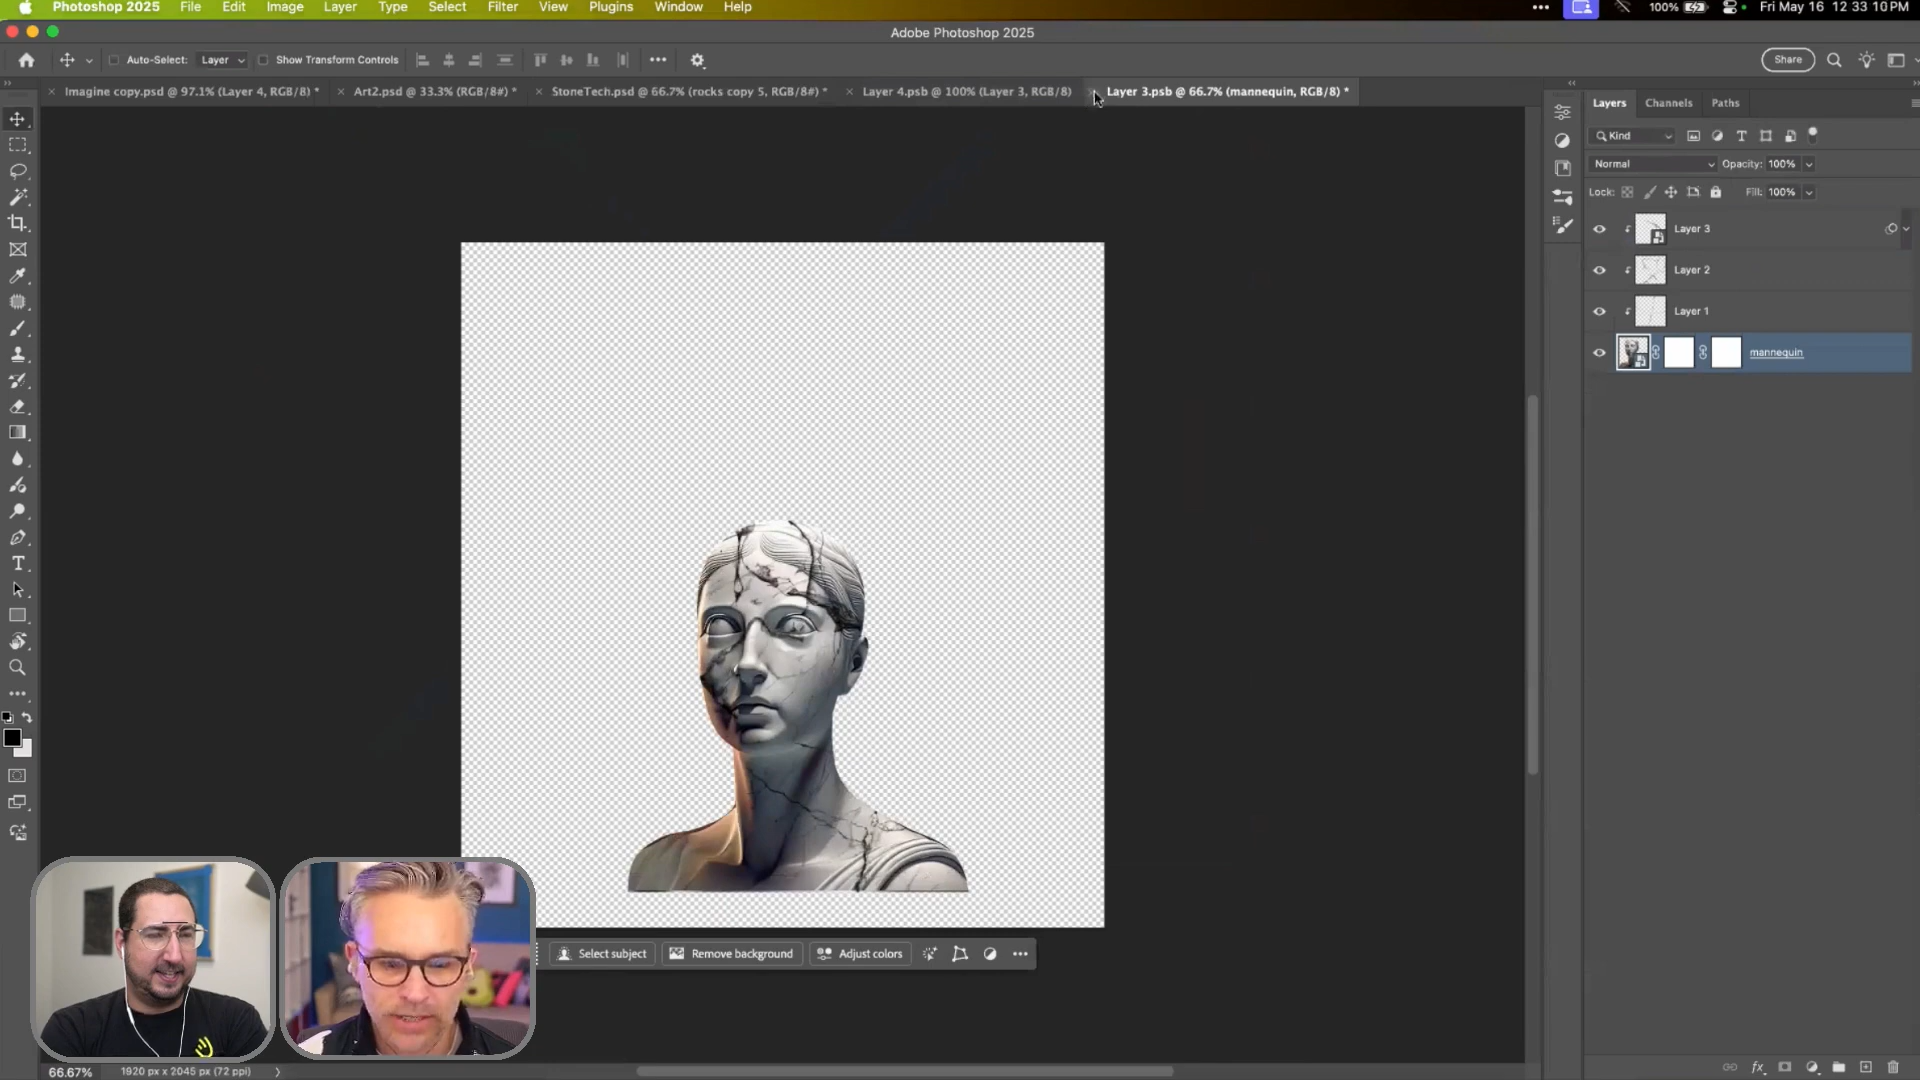 Photoshop 2025 File Edit Image Layer Type Select Filter View Plugins Window Help
100% Fri May 16 12 33 10 PM
Adobe Photoshop 2025
Auto-Select: Layer Show Transform Controls
Share
Imagine copy.psd @ 97.1% (Layer 4, RGB/8) *
Art2.psd @ 33.3% (RGB/8#) *
StoneTech.psd @ 66.7% (rocks copy 5, RGB/8#) *
Layer 4.psb @ 100% (Layer 3, RGB/8)
Layer 3.psb @ 66.7% (mannequin, RGB/8) *
Layers Channels Paths
Kind
Normal Opacity: 100%
Lock: Fill: 100%
Layer 3
Layer 2
Layer 1
mannequin
Select subject Remove background Adjust colors
66.67% 1920 px x 2045 px (72 ppi)